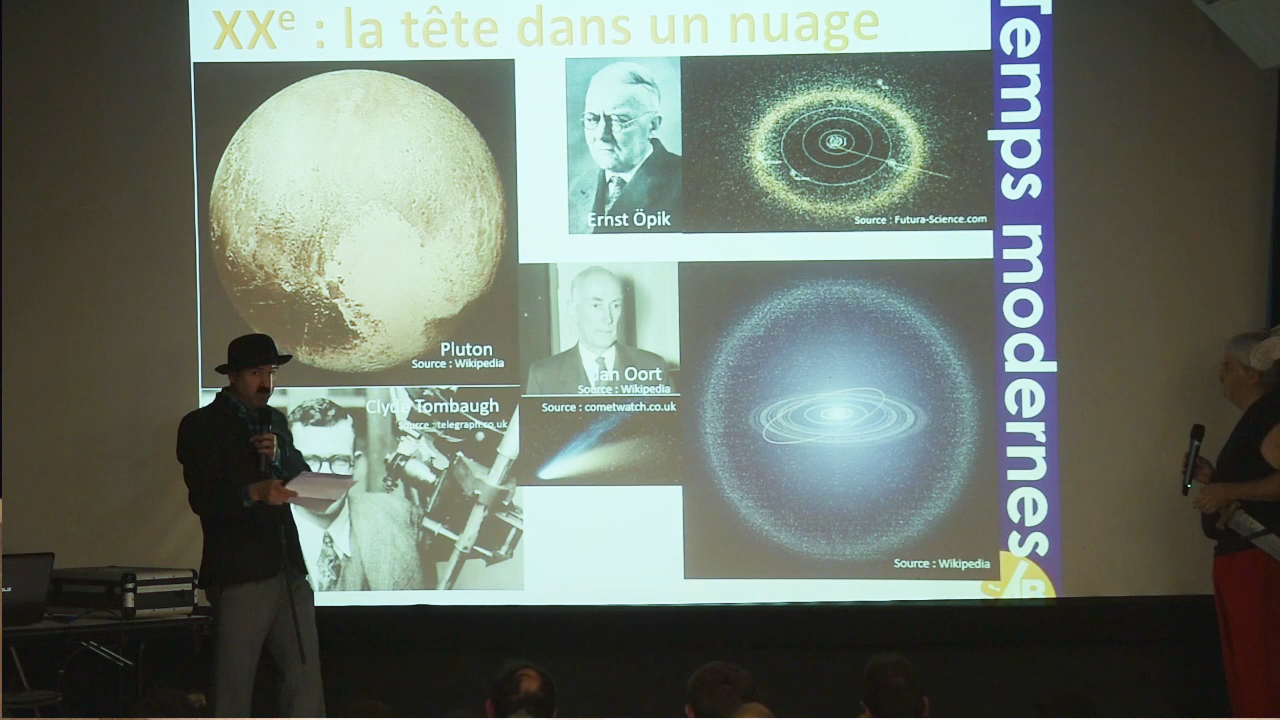 XXe : la tête dans un nuage
Pluton
Source : Wikipedia
Clyde Tombaugh
Source : telegraph.co.uk
Ernst Öpik
Source : Futura-Science.com
Jan Oort
Source : Wikipedia
Source : cometwatch.co.uk
Source : Wikipedia
Temps modernes